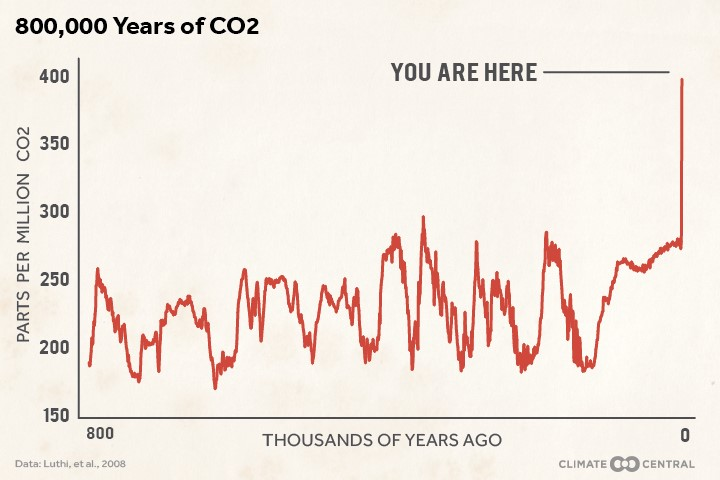 800,000 Years of CO2
YOU ARE HERE
PARTS PER MILLION CO2
400
350
300
250
200
150
800
0
THOUSANDS OF YEARS AGO
Data: Luthi, et al., 2008
CLIMATE CENTRAL